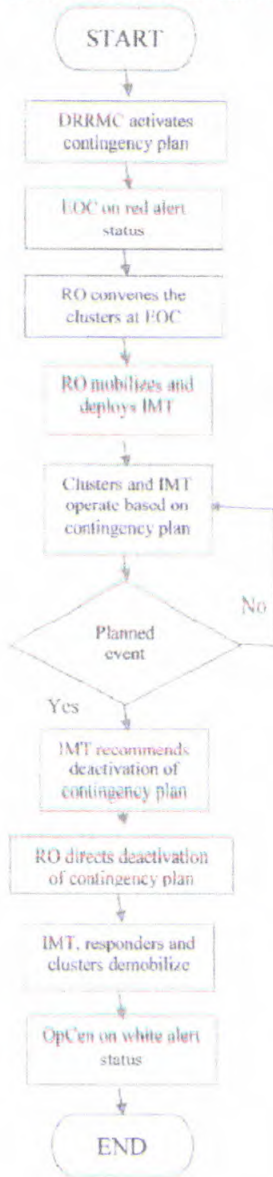 START
DRRMC activates
contingency plan
EOC on red alert
status
RO convenes the
clusters at EOC
RO mobilizes and
deploys IMT
Clusters and IMT
operate based on
contingency plan
No
Planned
event
Yes
IMT recommends
deactivation of
contingency plan
RO directs deactivation
of contingency plan
IMT, responders and
clusters demobilize
OpCen on white alert
status
END